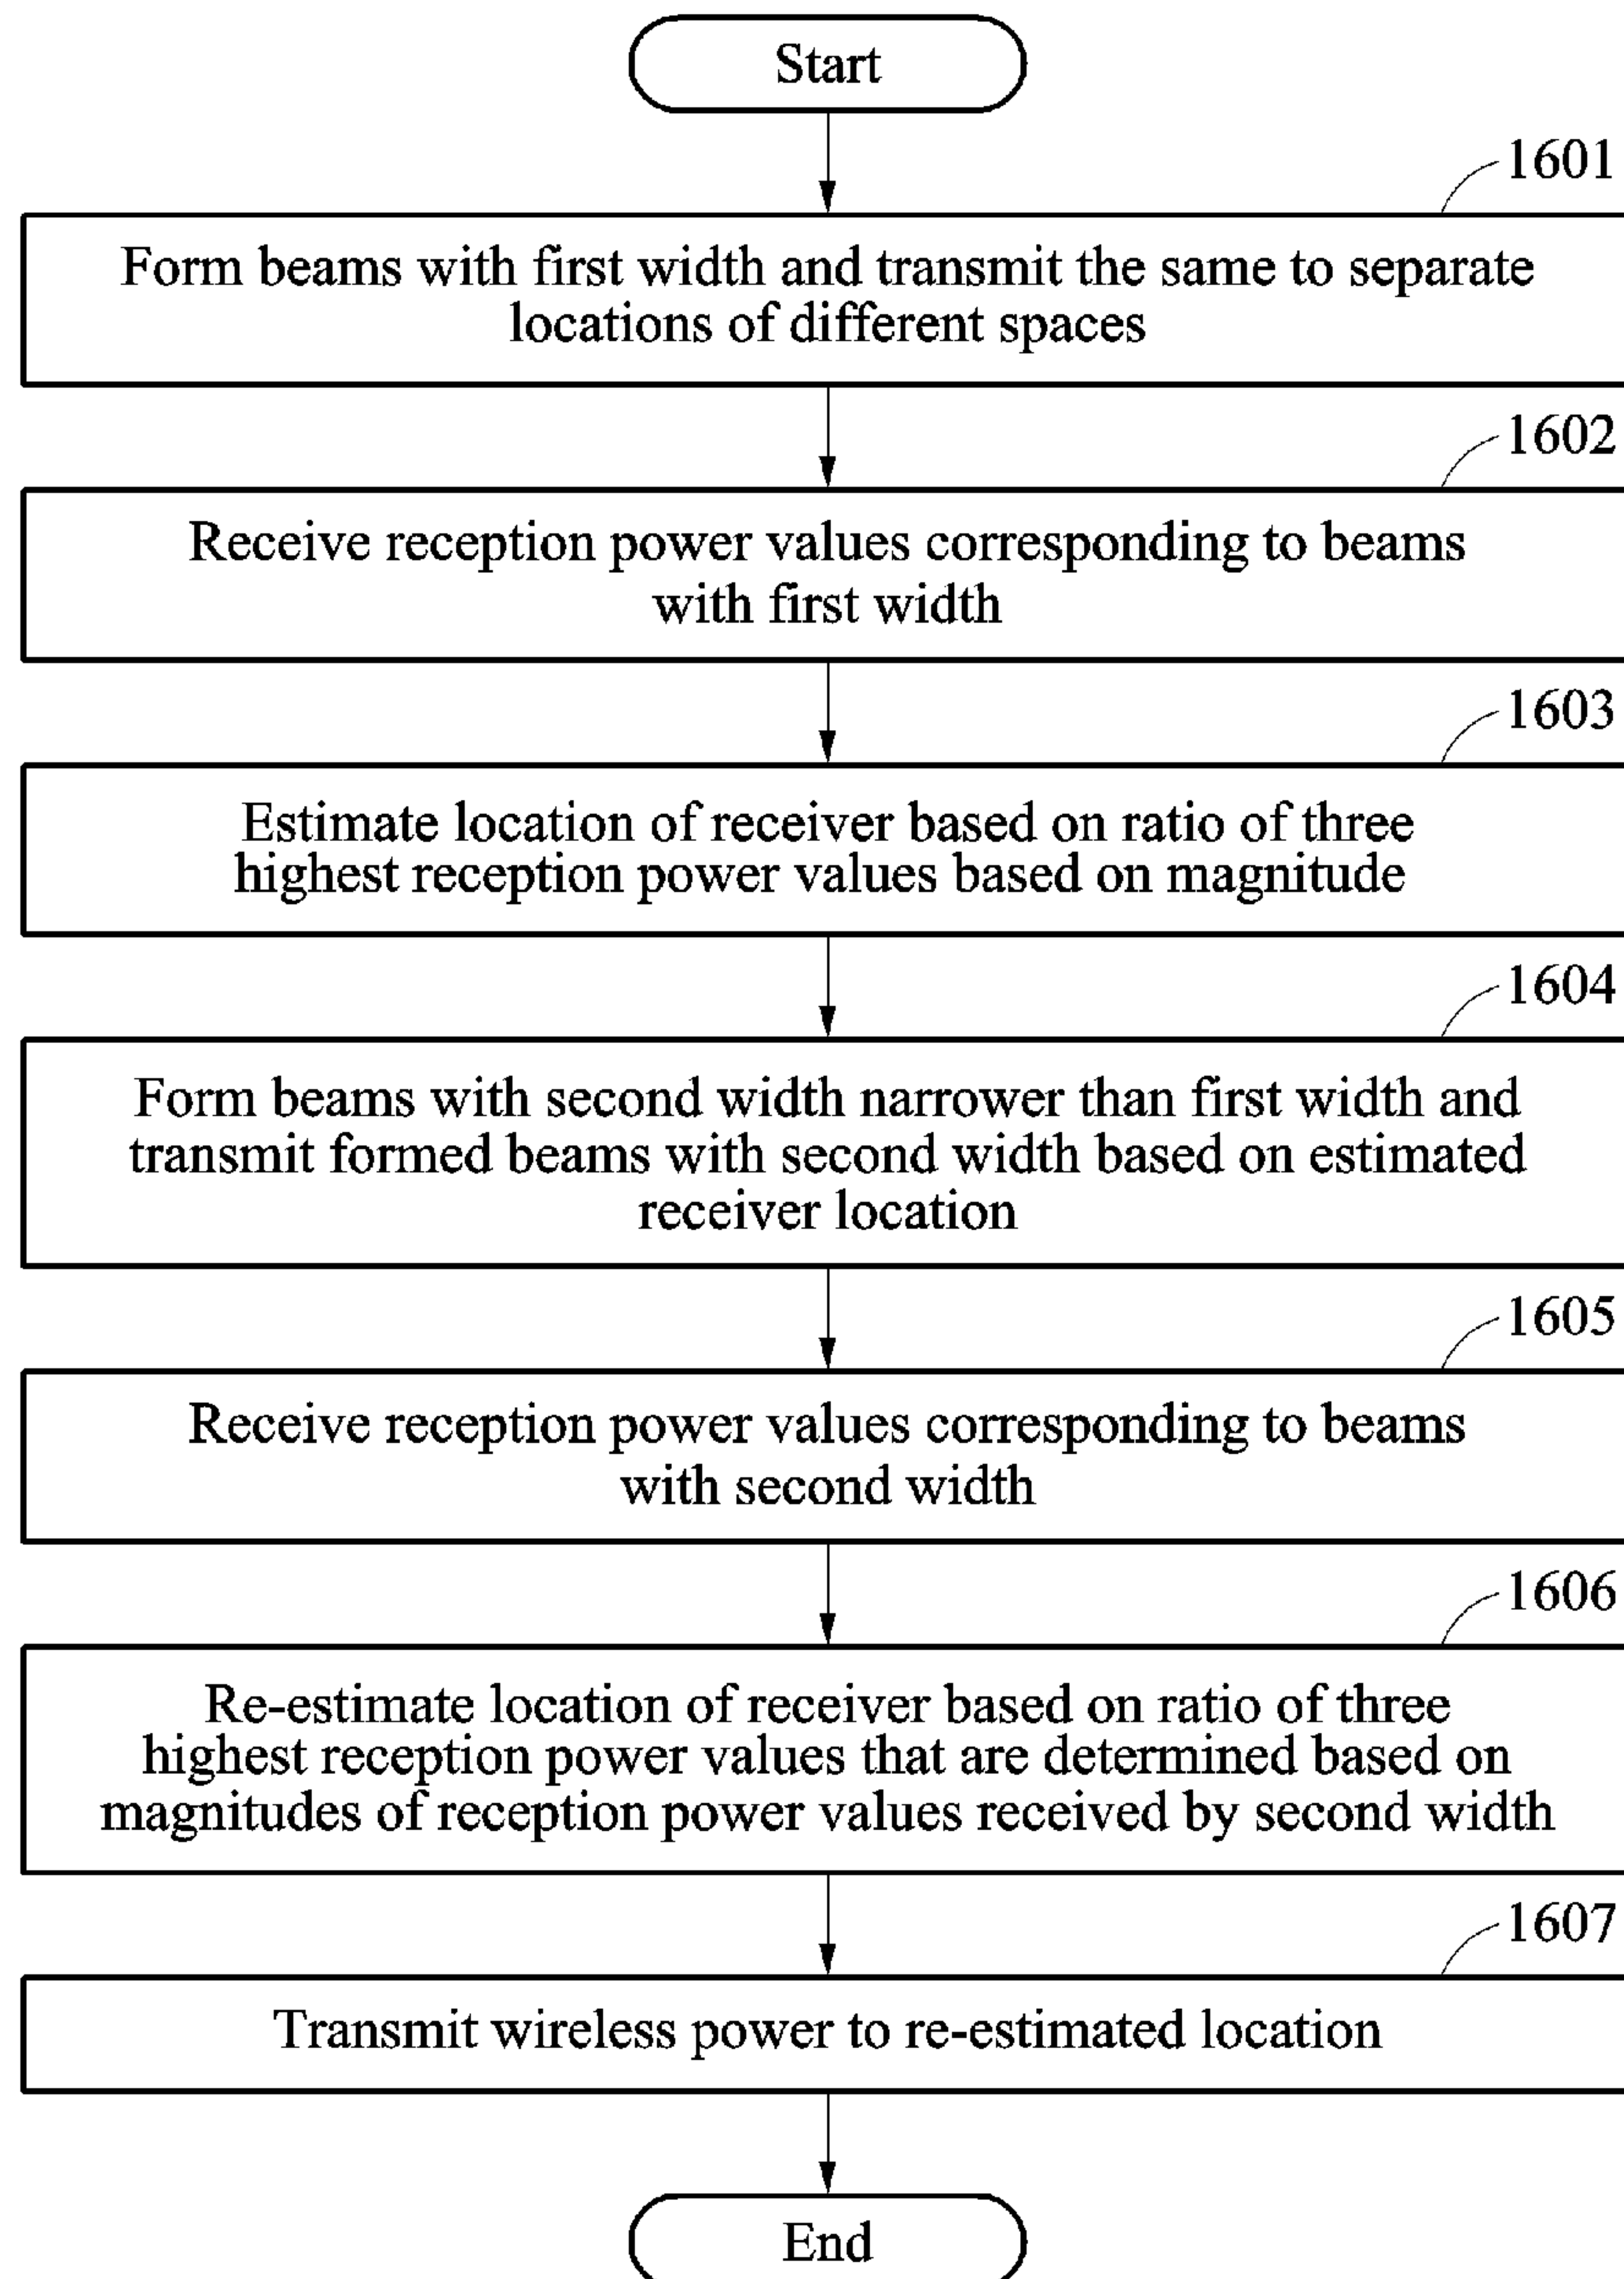 Start
1601
Form beams with first width and transmit the same to separate
locations of different spaces
1602
Receive reception power values corresponding to beams
with first width
1603
Estimate location of receiver based on ratio of three
highest reception power values based on magnitude
1604
Form beams with second width narrower than first width and
transmit formed beams with second width based on estimated
receiver location
1605
Receive reception power values corresponding to beams
with second width
1606
Re-estimate location of receiver based on ratio of three
highest reception power values that are determined based on
magnitudes of reception power values received by second width
1607
Transmit wireless power to re-estimated location
End